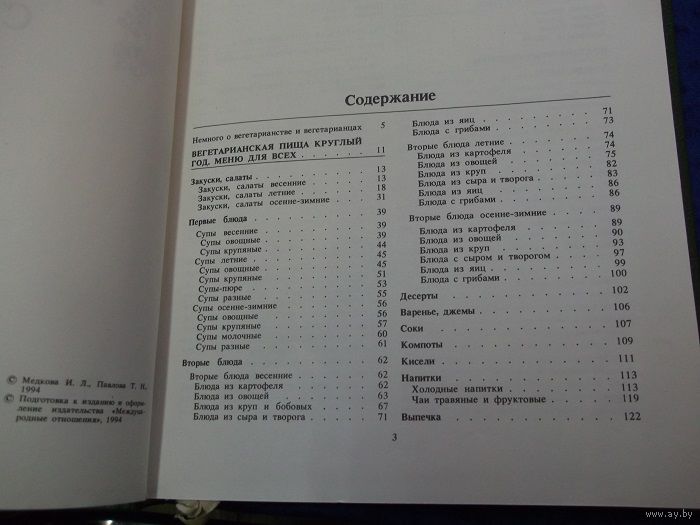 © Медкова И. Л., Павлова Т. Н.
1994
© Подготовка к изданию и оформ-
ление издательства «Междуна-
родные отношения», 1994
Содержание
Немного о вегетарианстве и вегетарианцах 5
ВЕГЕТАРИАНСКАЯ ПИЩА КРУГЛЫЙ
ГОД. МЕНЮ ДЛЯ ВСЕХ . . . . . . . 11
Закуски, салаты . . . . . . . . . . . 13
Закуски, салаты весенние . . . . . . 13
Закуски, салаты летние . . . . . . . 18
Закуски, салаты осенне-зимние . . . . 31
Первые блюда . . . . . . . . . . . . 39
Супы весенние . . . . . . . . . . . 39
Супы овощные . . . . . . . . . . . 39
Супы крупяные . . . . . . . . . . . 44
Супы летние . . . . . . . . . . . . 45
Супы овощные . . . . . . . . . . . 45
Супы крупяные . . . . . . . . . . . 51
Супы-пюре . . . . . . . . . . . . . 53
Супы разные . . . . . . . . . . . . 55
Супы осенне-зимние . . . . . . . . . 56
Супы овощные . . . . . . . . . . . 56
Супы крупяные . . . . . . . . . . . 57
Супы молочные . . . . . . . . . . . 60
Супы разные . . . . . . . . . . . . 61
Вторые блюда . . . . . . . . . . . . 62
Вторые блюда весенние . . . . . . . 62
Блюда из картофеля . . . . . . . . . 62
Блюда из овощей . . . . . . . . . . 63
Блюда из круп и бобовых . . . . . . 67
Блюда из сыра и творога . . . . . . . 71
Блюда из яиц . . . . . . . . . . . . 71
Блюда с грибами . . . . . . . . . . 73
Вторые блюда летние . . . . . . . . 74
Блюда из картофеля . . . . . . . . . 74
Блюда из овощей . . . . . . . . . . 75
Блюда из круп . . . . . . . . . . . 82
Блюда из сыра и творога . . . . . . . 83
Блюда из яиц . . . . . . . . . . . . 86
Блюда с грибами . . . . . . . . . . 86
Вторые блюда осенне-зимние . . . . . 89
Блюда из картофеля . . . . . . . . . 89
Блюда из овощей . . . . . . . . . . 90
Блюда из круп . . . . . . . . . . . 93
Блюда с сыром и творогом . . . . . . 97
Блюда из яиц . . . . . . . . . . . . 99
Блюда с грибами . . . . . . . . . . 100
Десерты . . . . . . . . . . . . . . . 102
Варенье, джемы . . . . . . . . . . . 106
Соки . . . . . . . . . . . . . . . . 107
Компоты . . . . . . . . . . . . . . 109
Кисели . . . . . . . . . . . . . . . 111
Напитки . . . . . . . . . . . . . . . 113
Холодные напитки . . . . . . . . . . 113
Чаи травяные и фруктовые . . . . . . 119
Выпечка . . . . . . . . . . . . . . . 122
3
www.ay.by